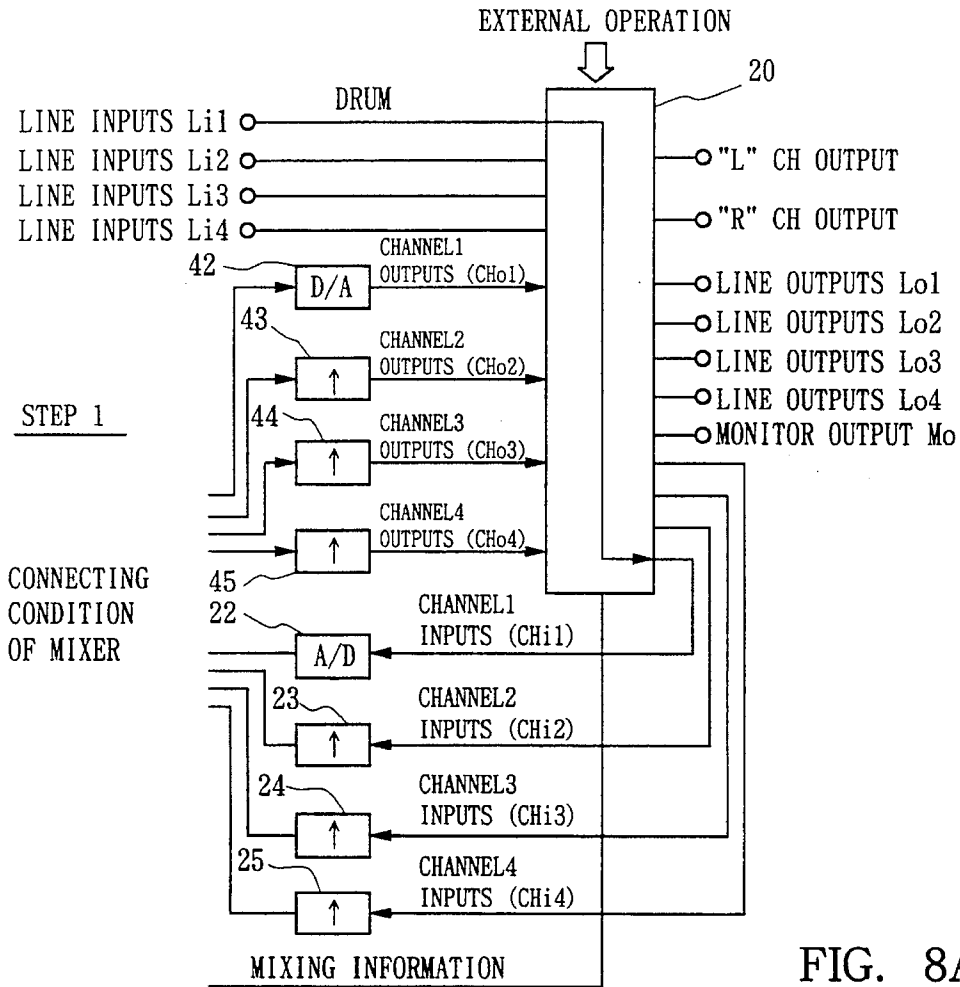 EXTERNAL OPERATION
20
DRUM
LINE INPUTS Li1
LINE INPUTS Li2
LINE INPUTS Li3
LINE INPUTS Li4
"L" CH OUTPUT
"R" CH OUTPUT
LINE OUTPUTS Lo1
LINE OUTPUTS Lo2
LINE OUTPUTS Lo3
LINE OUTPUTS Lo4
MONITOR OUTPUT Mo
42
D/A
CHANNEL1
OUTPUTS (CHo1)
43
↑
CHANNEL2
OUTPUTS (CHo2)
STEP 1
44
↑
CHANNEL3
OUTPUTS (CHo3)
45
↑
CHANNEL4
OUTPUTS (CHo4)
CONNECTING
CONDITION
OF MIXER
22
A/D
CHANNEL1
INPUTS (CHi1)
23
↑
CHANNEL2
INPUTS (CHi2)
24
↑
CHANNEL3
INPUTS (CHi3)
25
↑
CHANNEL4
INPUTS (CHi4)
MIXING INFORMATION
FIG. 8A